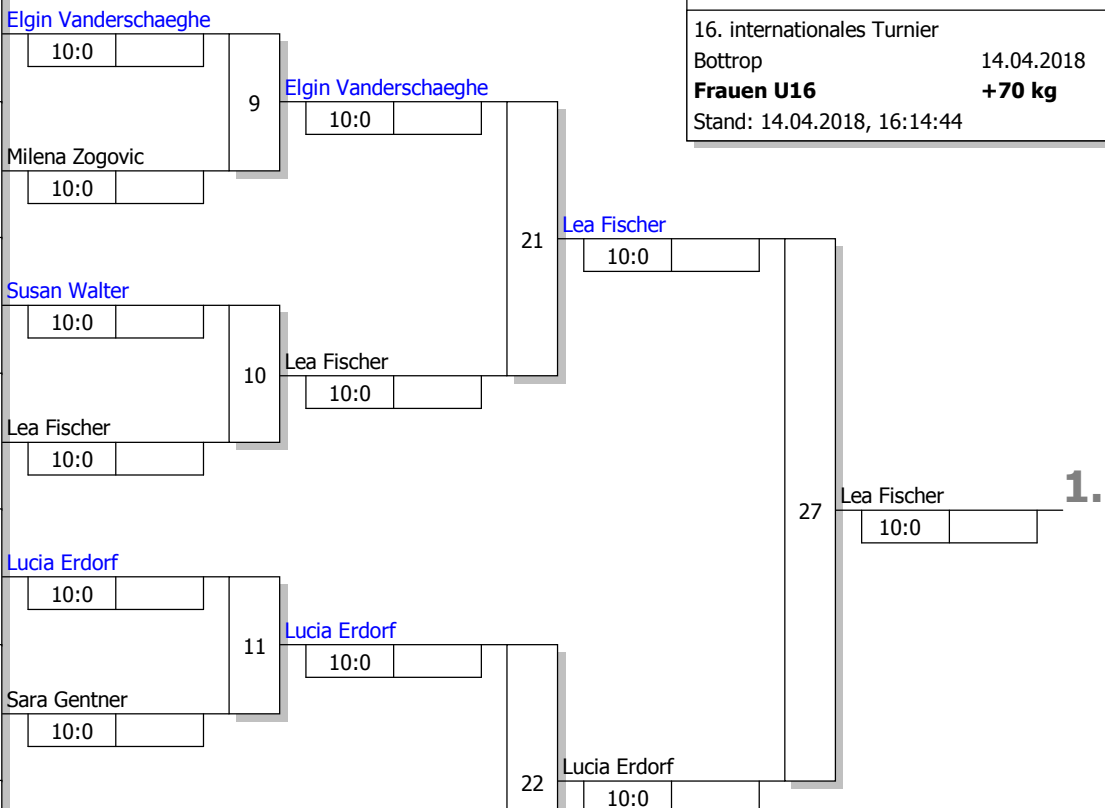 16. internationales Turnier
Bottrop 14.04.2018
Frauen U16 +70 kg
Stand: 14.04.2018, 16:14:44
Elgin Vanderschaeghe
10:0
9
Elgin Vanderschaeghe
10:0
Milena Zogovic
10:0
21
Lea Fischer
10:0
Susan Walter
10:0
10
Lea Fischer
10:0
Lea Fischer
10:0
27
Lea Fischer
1.
10:0
Lucia Erdorf
10:0
11
Lucia Erdorf
10:0
Sara Gentner
10:0
22
Lucia Erdorf
10:0